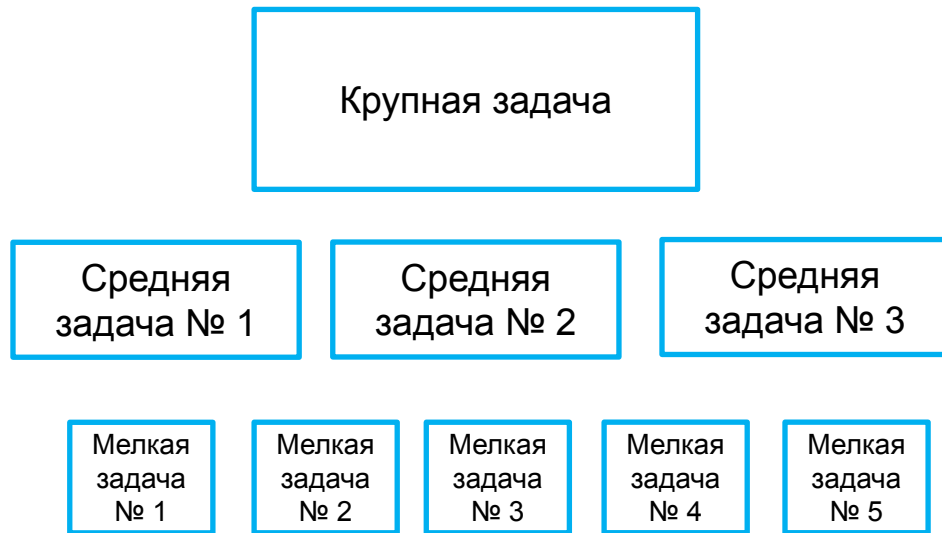 Крупная задача
Средняя
задача № 1
Средняя
задача № 2
Средняя
задача № 3
Мелкая
задача
№ 1
Мелкая
задача
№ 2
Мелкая
задача
№ 3
Мелкая
задача
№ 4
Мелкая
задача
№ 5